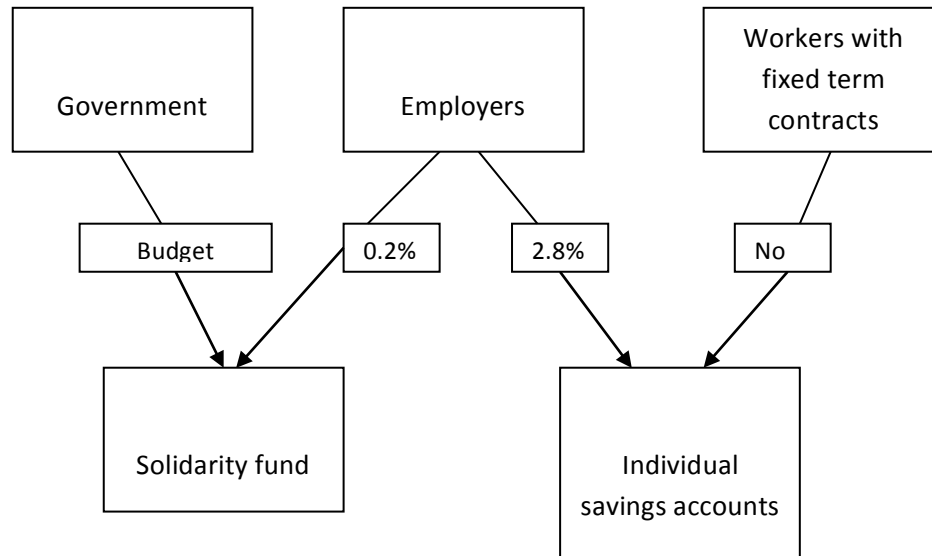 Government
Employers
Workers with
fixed term
contracts
Budget
0.2%
2.8%
No
Solidarity fund
Individual
savings accounts